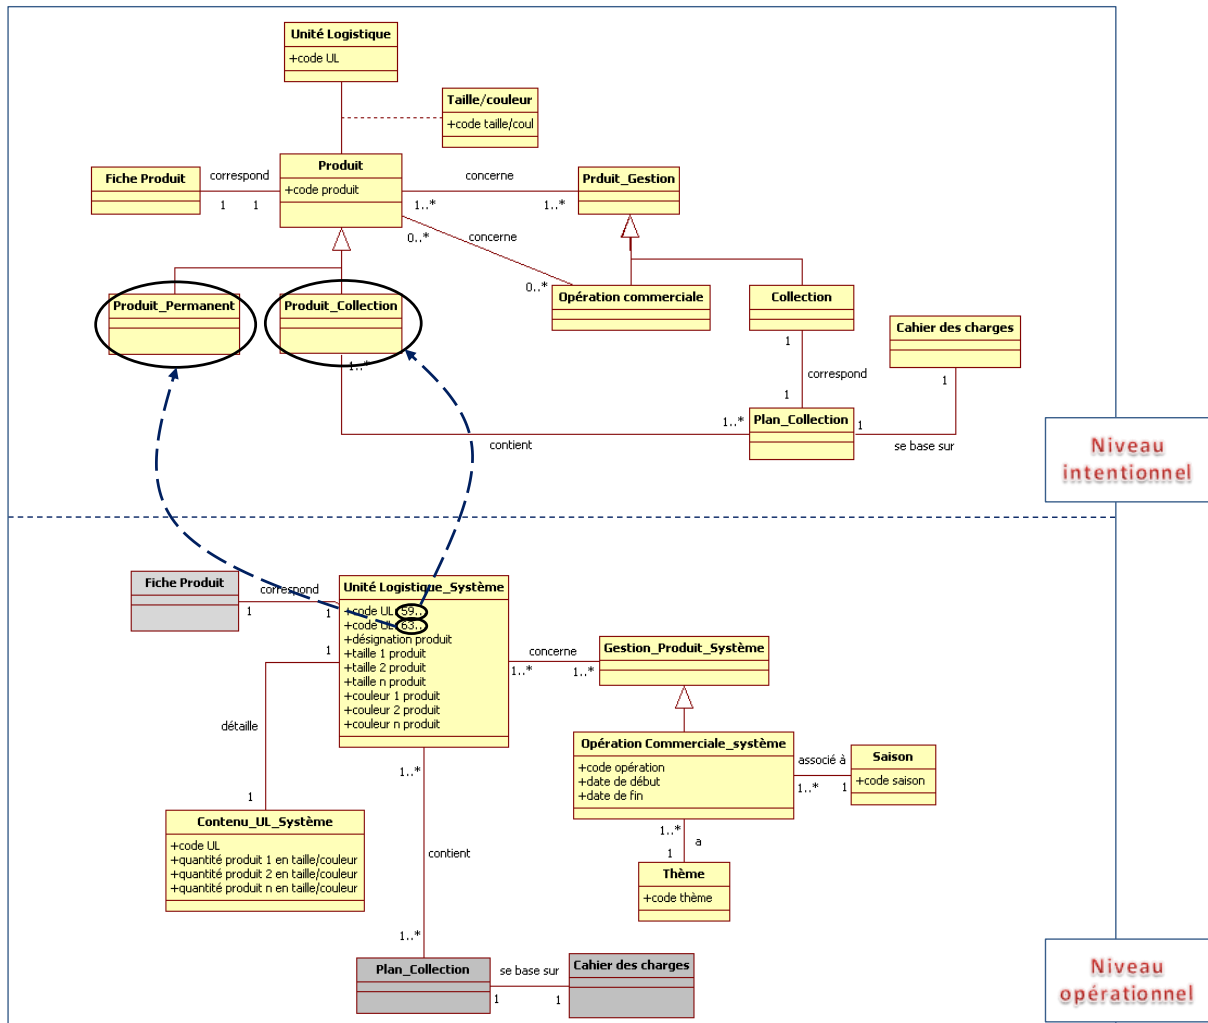 Unité Logistique
+code UL
Taille/couleur
+code taille/coul
Produit
+code produit
Fiche Produit
correspond
1
1
concerne
1..*
1..*
Prduit_Gestion
0..*
concerne
0..*
Produit_Permanent
Produit_Collection
Opération commerciale
Collection
Cahier des charges
1
correspond
1
1
1..*
contient
1..*
Plan_Collection
1
se base sur
Niveau
intentionnel
Fiche Produit
correspond
1
1
Unité Logistique_Système
+code UL 59..
+code UL 63..
+désignation produit
+taille 1 produit
+taille 2 produit
+taille n produit
+couleur 1 produit
+couleur 2 produit
+couleur n produit
concerne
1..*
1..*
Gestion_Produit_Système
1
détaille
1
Opération Commerciale_système
+code opération
+date de début
+date de fin
associé à
1..*
1
Saison
+code saison
1..*
contient
1..*
Contenu_UL_Système
+code UL
+quantité produit 1 en taille/couleur
+quantité produit 2 en taille/couleur
+quantité produit n en taille/couleur
1..*
a
1
Thème
+code thème
Plan_Collection
se base sur
1
1
Cahier des charges
Niveau
opérationnel